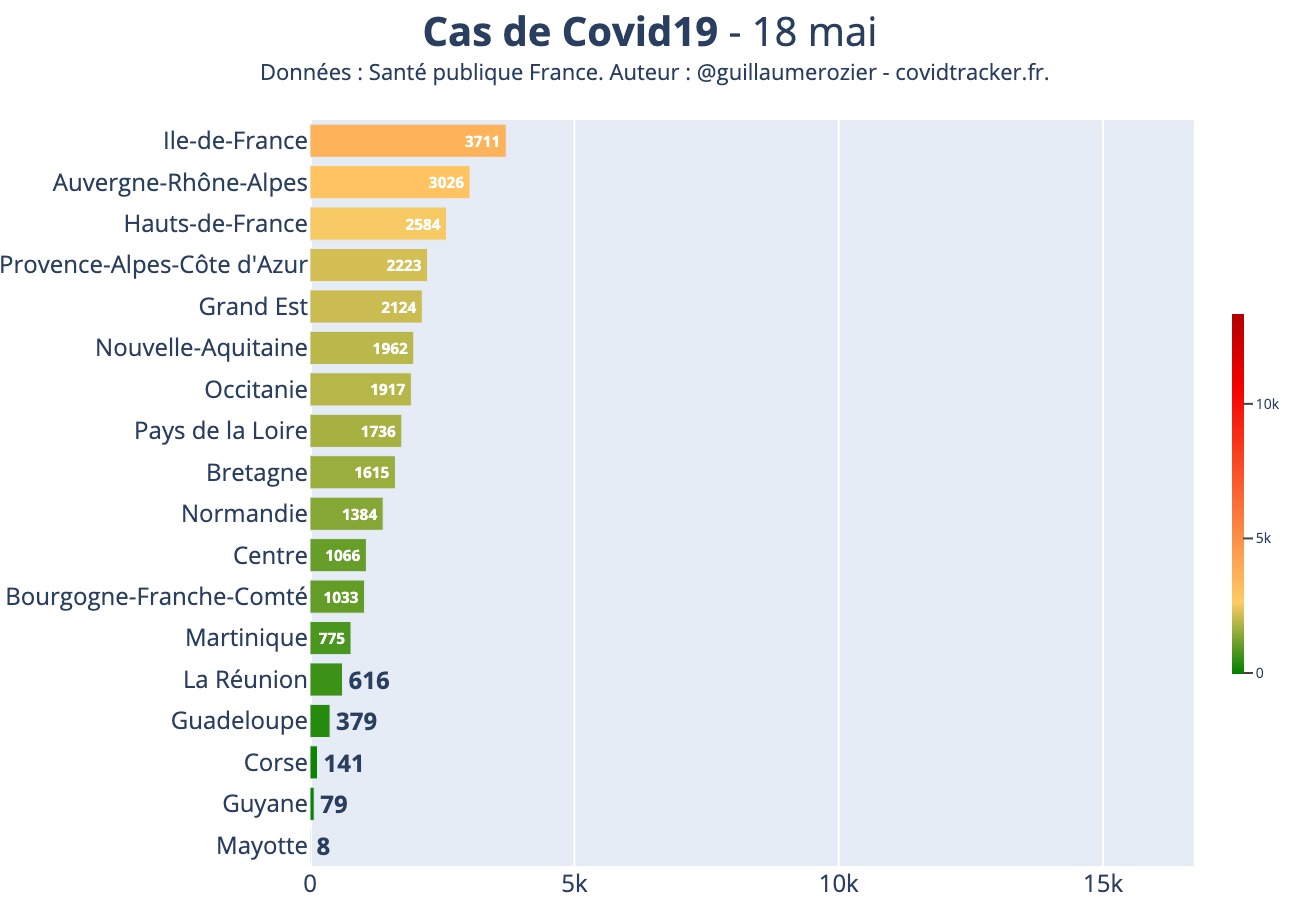 Cas de Covid19 - 18 mai
Données : Santé publique France. Auteur : @guillaumerozier - covidtracker.fr.
Ile-de-France 3711
Auvergne-Rhône-Alpes 3026
Hauts-de-France 2584
Provence-Alpes-Côte d'Azur 2223
Grand Est 2124
Nouvelle-Aquitaine 1962
Occitanie 1917
Pays de la Loire 1736
Bretagne 1615
Normandie 1384
Centre 1066
Bourgogne-Franche-Comté 1033
Martinique 775
La Réunion 616
Guadeloupe 379
Corse 141
Guyane 79
Mayotte 8
0 5k 10k 15k
10k
5k
0